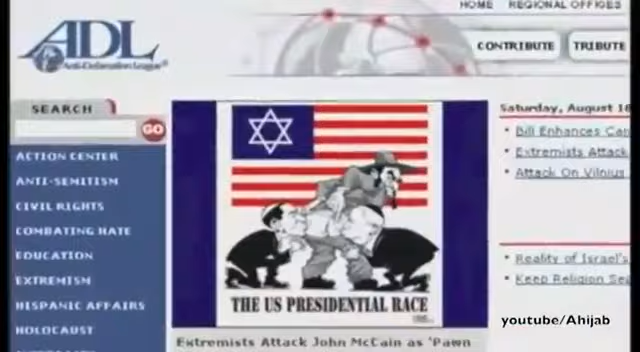 HOME REGIONAL OFFICES
ADL
Anti-Defamation League®
CONTRIBUTE TRIBUTE
SEARCH
GO
ACTION CENTER
ANTI-SEMITISM
CIVIL RIGHTS
COMBATING HATE
EDUCATION
EXTREMISM
HISPANIC AFFAIRS
HOLOCAUST
THE US PRESIDENTIAL RACE
Extremists Attack John McCain as 'Pawn
Saturday, August 16
• Bill Enhances Can
• Extremists Attack
• Attack On Vilnius
• Reality of Israel's
• Keep Religion
youtube/Ahijab